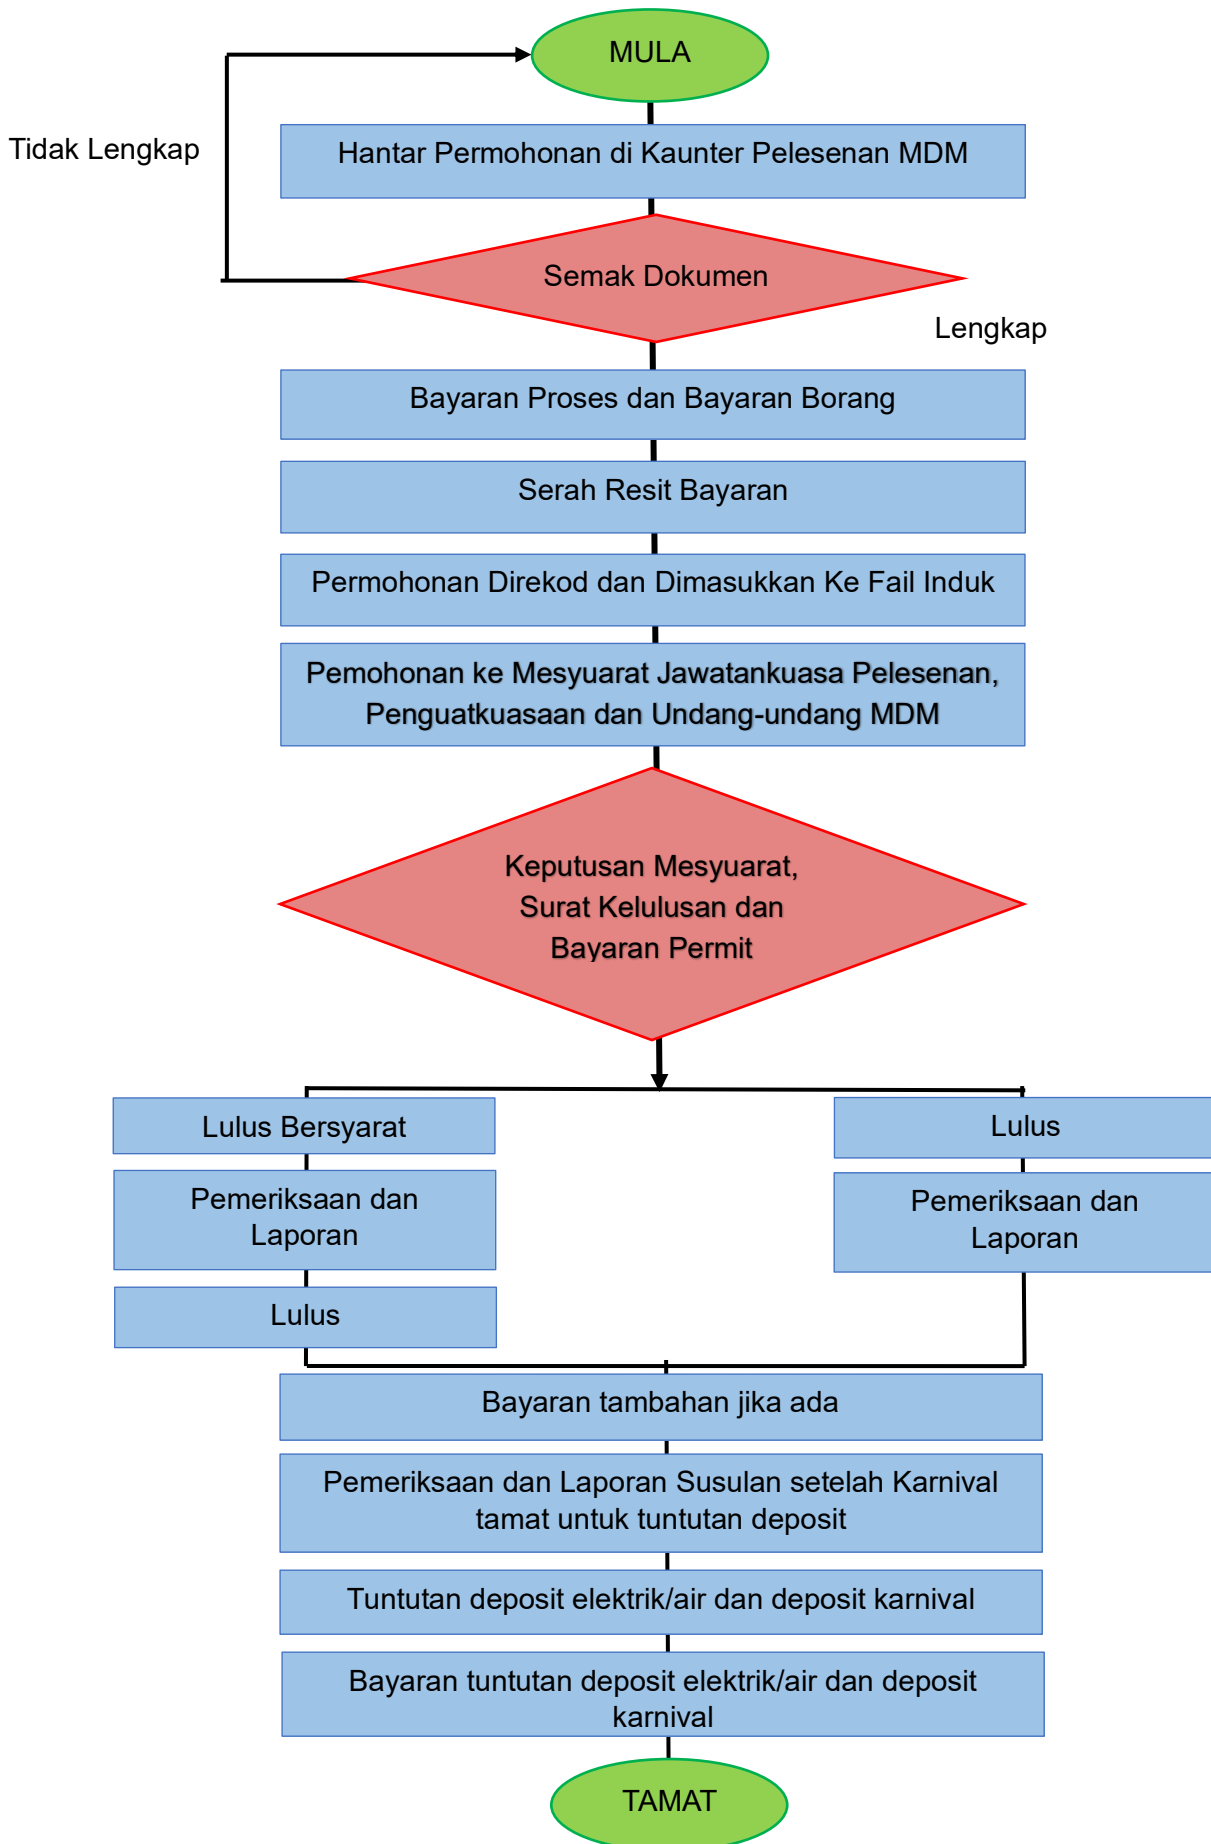 MULA
Tidak Lengkap
Hantar Permohonan di Kaunter Pelesenan MDM
Semak Dokumen
Lengkap
Bayaran Proses dan Bayaran Borang
Serah Resit Bayaran
Permohonan Direkod dan Dimasukkan Ke Fail Induk
Pemohonan ke Mesyuarat Jawatankuasa Pelesenan,
Penguatkuasaan dan Undang-undang MDM
Keputusan Mesyuarat,
Surat Kelulusan dan
Bayaran Permit
Lulus Bersyarat
Pemeriksaan dan
Laporan
Lulus
Lulus
Pemeriksaan dan
Laporan
Bayaran tambahan jika ada
Pemeriksaan dan Laporan Susulan setelah Karnival
tamat untuk tuntutan deposit
Tuntutan deposit elektrik/air dan deposit karnival
Bayaran tuntutan deposit elektrik/air dan deposit
karnival
TAMAT